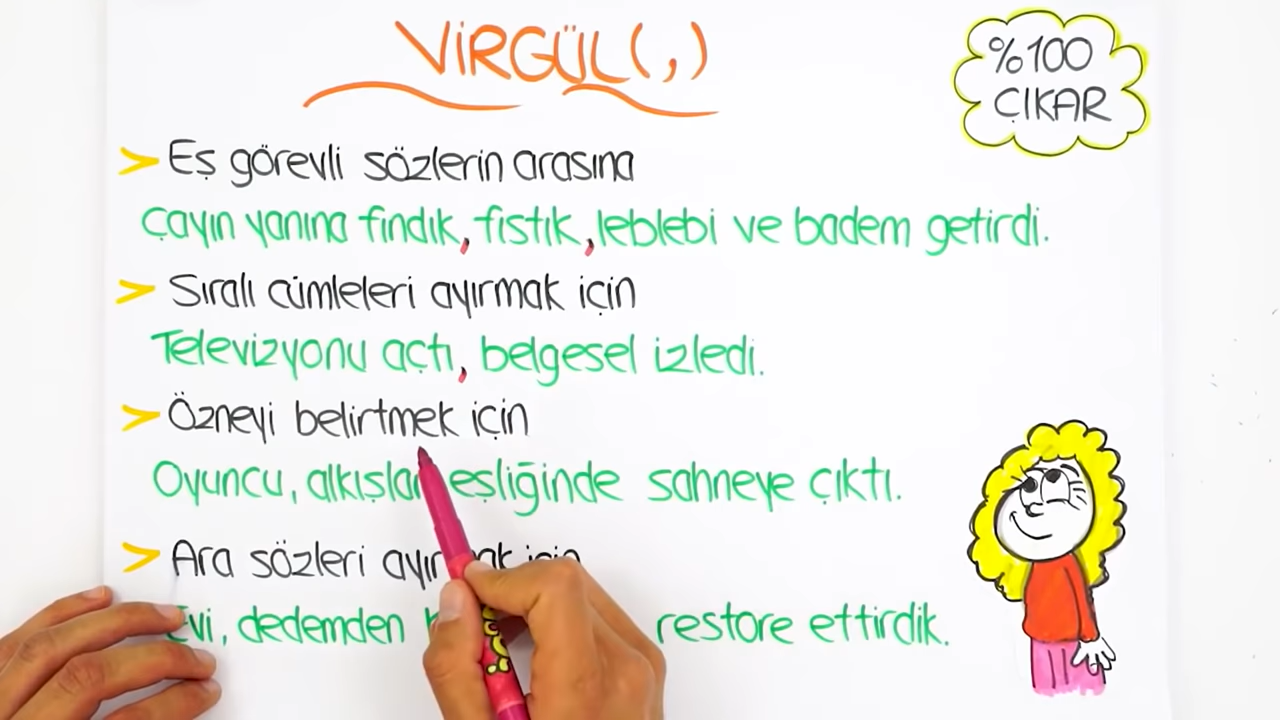 VİRGÜL(,)
%100
ÇIKAR
> Eş görevli sözlerin arasına
Çayın yanına fındık, fıstık, leblebi ve badem getirdi.
> Sıralı cümleleri ayırmak için
Televizyonu açtı, belgesel izledi.
> Özneyi belirtmek için
Oyuncu, alkışlar eşliğinde sahneye çıktı.
> Ara sözleri için
Evi, dedemden restore ettirdik.